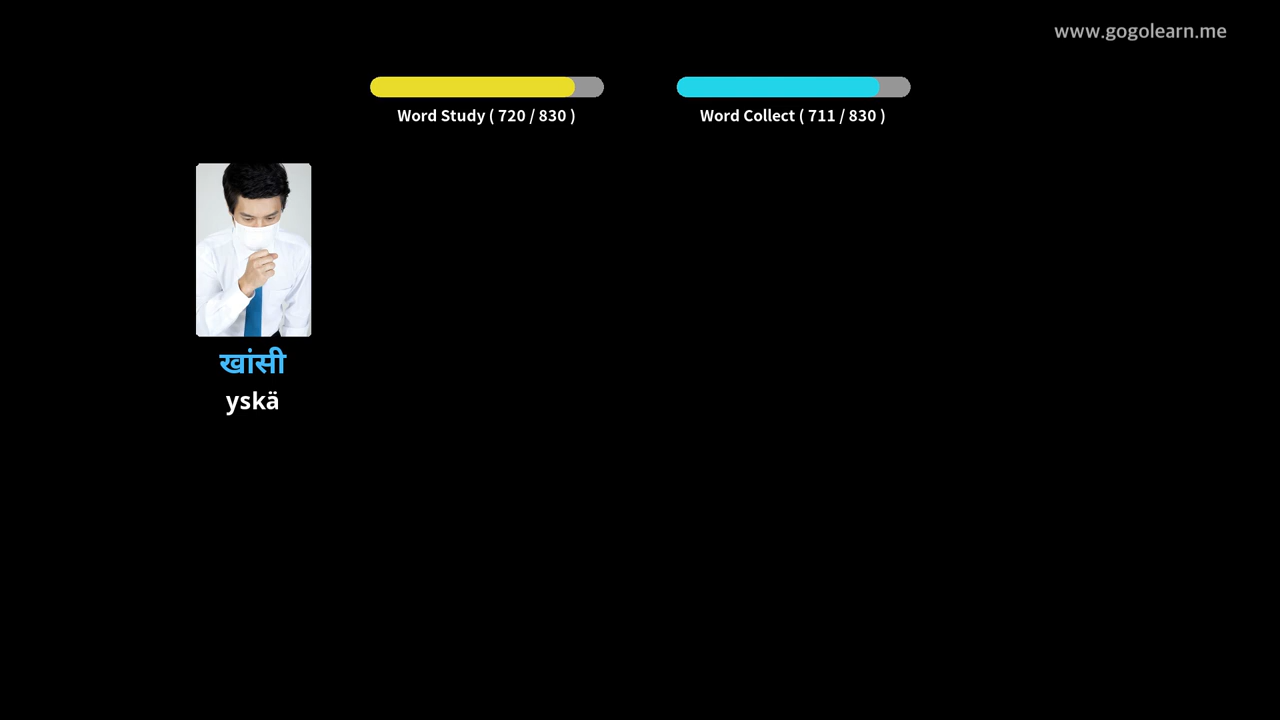 www.gogolearn.me
Word Study ( 720 / 830 )
Word Collect ( 711 / 830 )
खांसी
yskä